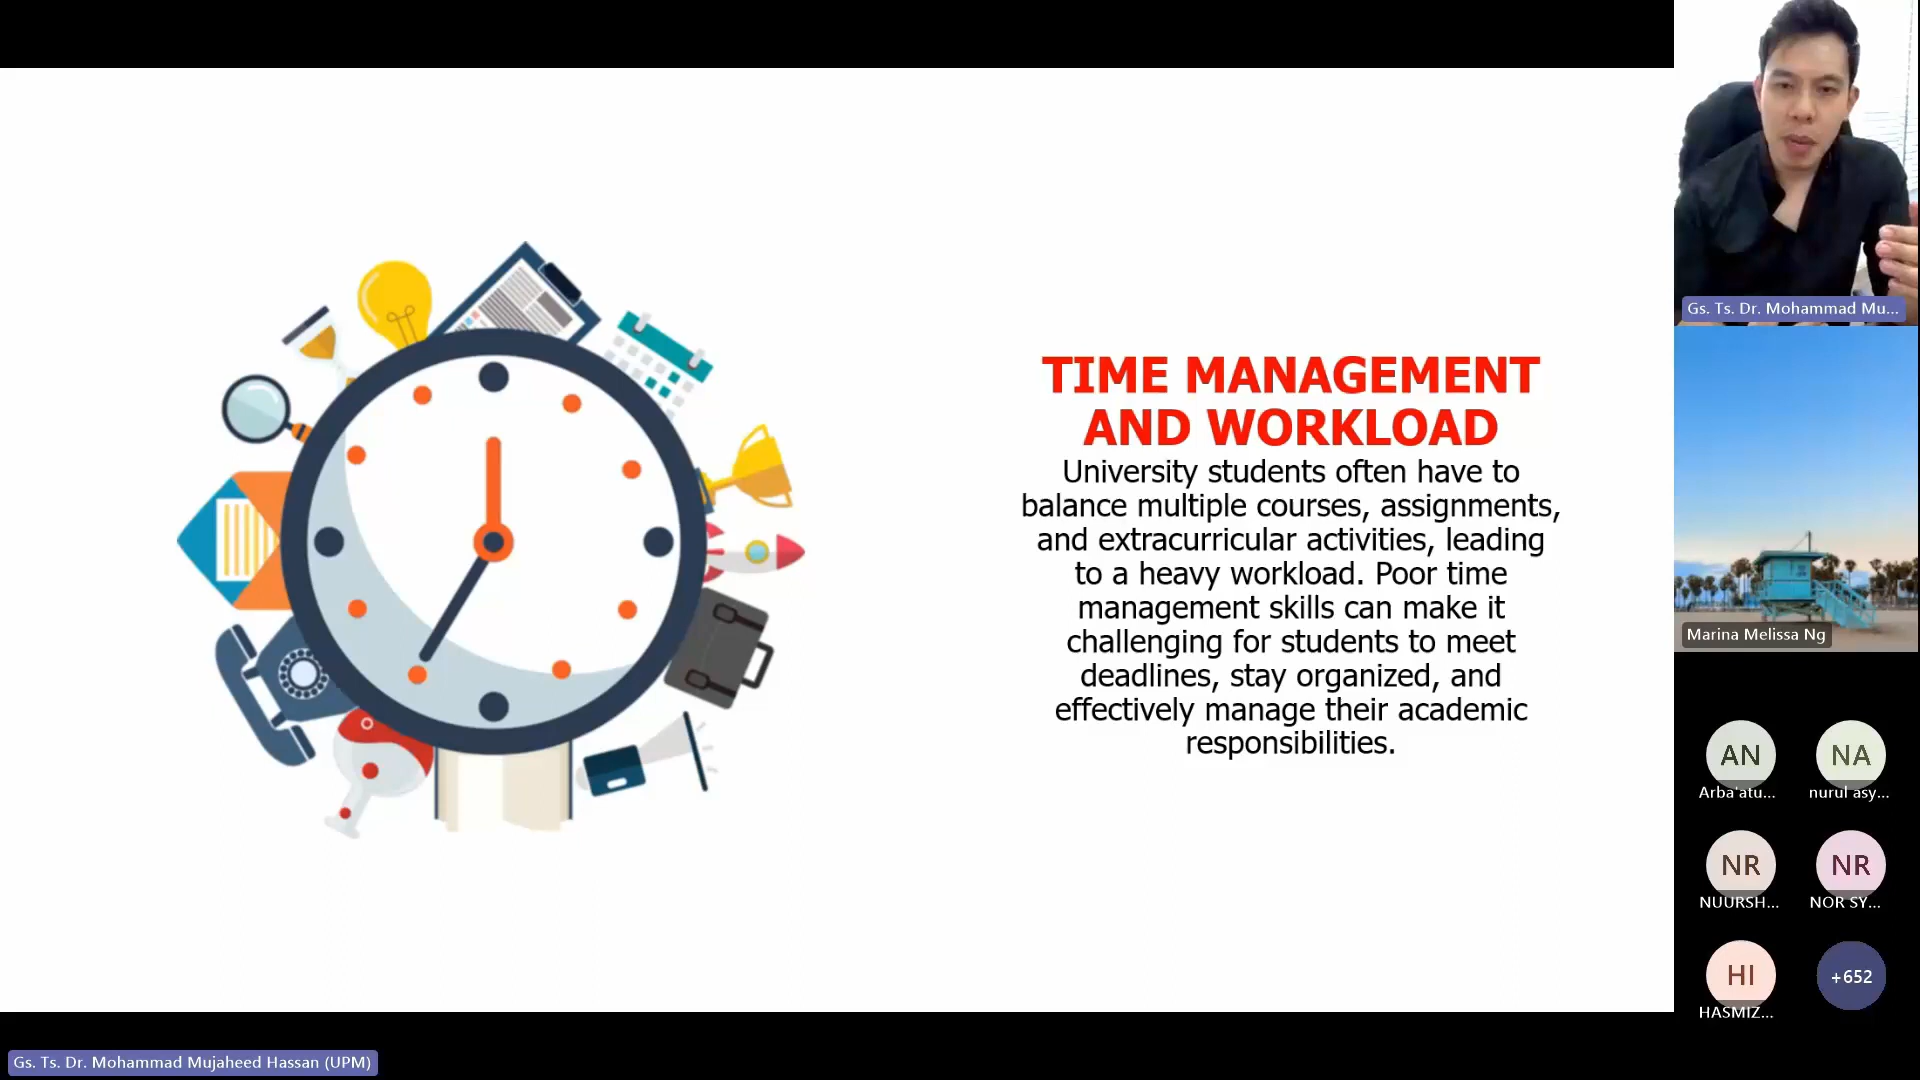 TIME MANAGEMENT
AND WORKLOAD
University students often have to
balance multiple courses, assignments,
and extracurricular activities, leading
to a heavy workload. Poor time
management skills can make it
challenging for students to meet
deadlines, stay organized, and
effectively manage their academic
responsibilities.
Gs. Ts. Dr. Mohammad Mu...
Marina Melissa Ng
AN
Arba'atu...
NA
nurul asy...
NR
NUURSH...
NR
NOR SY...
HI
HASMIZ...
+652
Gs. Ts. Dr. Mohammad Mujaheed Hassan (UPM)